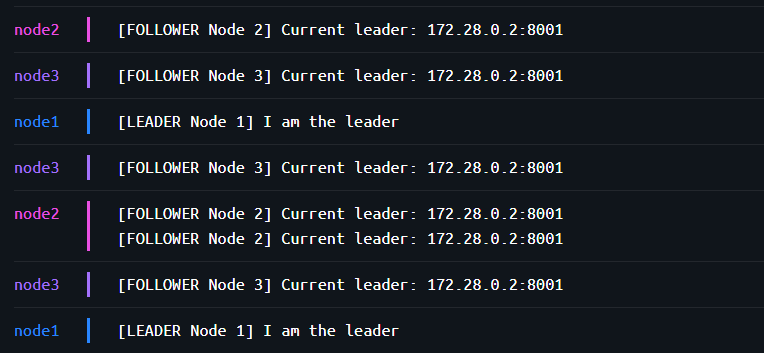 node2 [FOLLOWER Node 2] Current leader: 172.28.0.2:8001
node3 [FOLLOWER Node 3] Current leader: 172.28.0.2:8001
node1 [LEADER Node 1] I am the leader
node3 [FOLLOWER Node 3] Current leader: 172.28.0.2:8001
node2 [FOLLOWER Node 2] Current leader: 172.28.0.2:8001
[FOLLOWER Node 2] Current leader: 172.28.0.2:8001
node3 [FOLLOWER Node 3] Current leader: 172.28.0.2:8001
node1 [LEADER Node 1] I am the leader